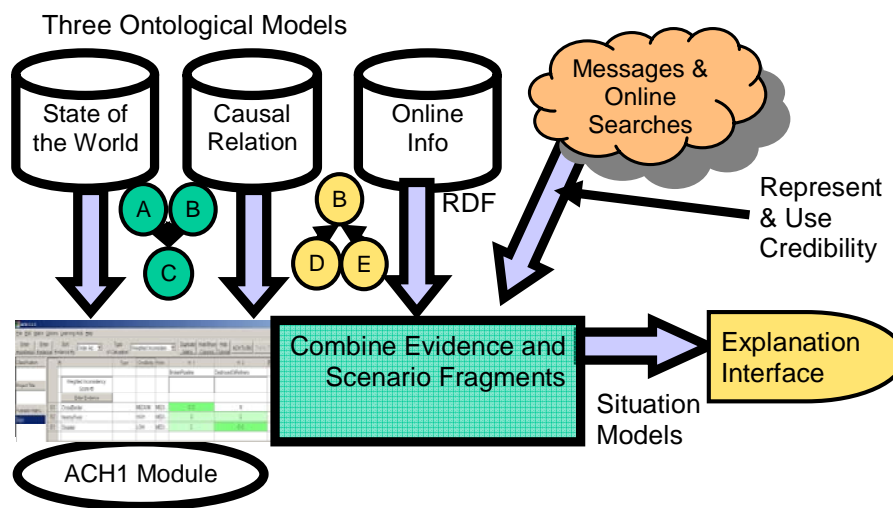 Three Ontological Models
State of
the World
Causal
Relation
Online
Info
Messages &
Online
Searches
A
B
C
B
D
E
RDF
Represent
& Use
Credibility
Combine Evidence and
Scenario Fragments
Explanation
Interface
Situation
Models
ACH1 Module